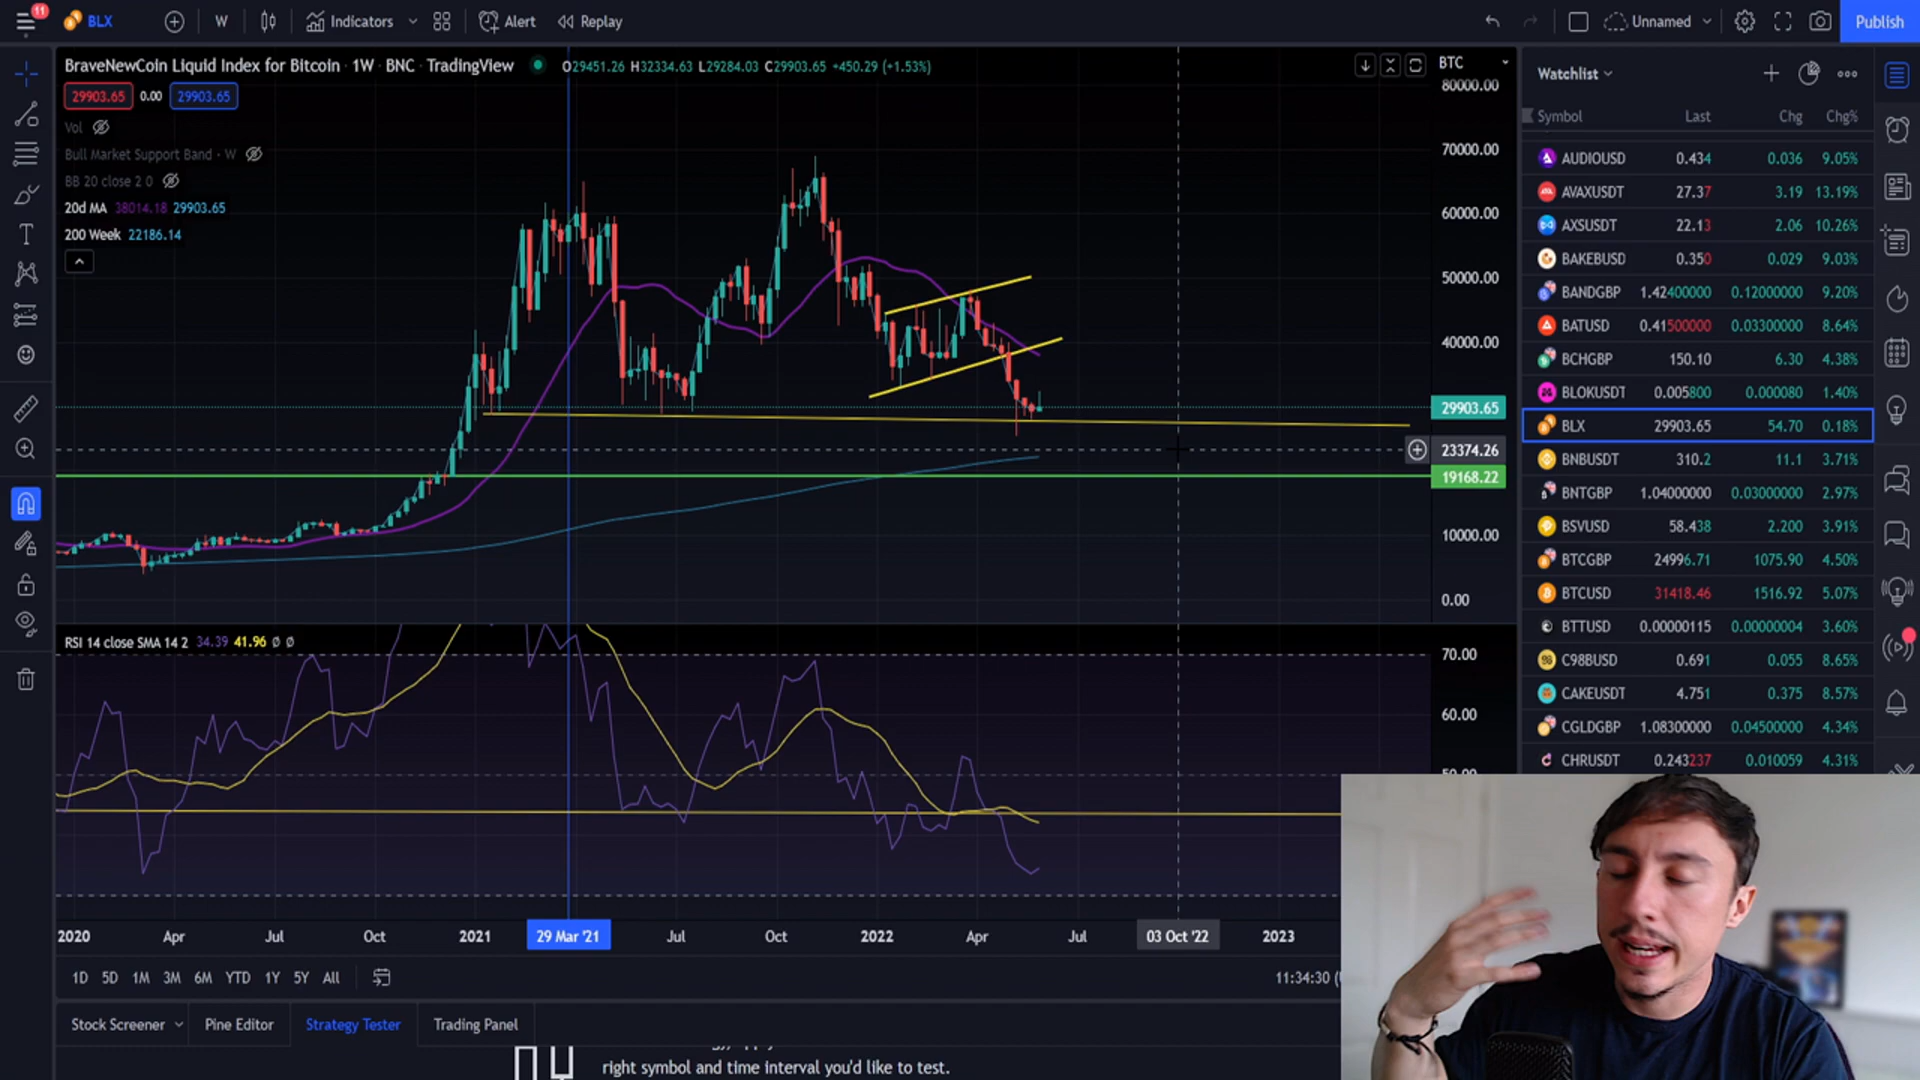 11
BLX
W
Indicators
Alert
Replay
Unnamed
Publish
BraveNewCoin Liquid Index for Bitcoin · 1W · BNC · TradingView
O29451.26 H32334.63 L29284.03 C29903.65 +450.29 (+1.53%)
29903.65 0.00 29903.65
Vol
Bull Market Support Band · W
BB 20 close 2 0
20d MA 38014.18 29903.65
200 Week 22186.14
BTC
80000.00
70000.00
60000.00
50000.00
40000.00
29903.65
23374.26
19168.22
10000.00
0.00
RSI 14 close SMA 14 2 34.39 41.96 Ø Ø
70.00
60.00
2020 Apr Jul Oct 2021 29 Mar '21 Jul Oct 2022 Apr Jul 03 Oct '22 2023
1D 5D 1M 3M 6M YTD 1Y 5Y All
11:34:30 (
Stock Screener
Pine Editor
Strategy Tester
Trading Panel
right symbol and time interval you'd like to test.
Watchlist
Symbol Last Chg Chg%
AUDIOUSD 0.434 0.036 9.05%
AVAXUSDT 27.37 3.19 13.19%
AXSUSDT 22.13 2.06 10.26%
BAKEBUSD 0.350 0.029 9.03%
BANDGBP 1.42400000 0.12000000 9.20%
BATUSD 0.41500000 0.03300000 8.64%
BCHGBP 150.10 6.30 4.38%
BLOKUSDT 0.005800 0.000080 1.40%
BLX 29903.65 54.70 0.18%
BNBUSDT 310.2 11.1 3.71%
BNTGBP 1.04000000 0.03000000 2.97%
BSVUSD 58.438 2.200 3.91%
BTCGBP 24996.71 1075.90 4.50%
BTCUSD 31418.46 1516.92 5.07%
BTTUSD 0.00000115 0.00000004 3.60%
C98BUSD 0.691 0.055 8.65%
CAKEUSDT 4.751 0.375 8.57%
CGLDGBP 1.08300000 0.04500000 4.34%
CHRUSDT 0.243237 0.010059 4.31%